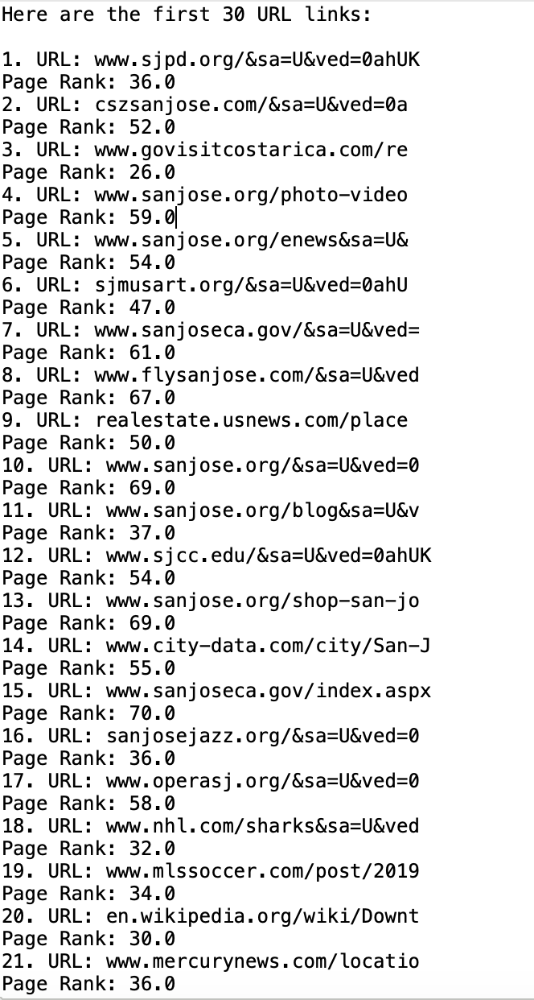 Here are the first 30 URL links:
1. URL: www.sjpd.org/&sa=U&ved=0ahUK
Page Rank: 36.0
2. URL: cszsanjose.com/&sa=U&ved=0a
Page Rank: 52.0
3. URL: www.govisitcostarica.com/re
Page Rank: 26.0
4. URL: www.sanjose.org/photo-video
Page Rank: 59.0
5. URL: www.sanjose.org/enews&sa=U&
Page Rank: 54.0
6. URL: sjmusart.org/&sa=U&ved=0ahU
Page Rank: 47.0
7. URL: www.sanjoseca.gov/&sa=U&ved=
Page Rank: 61.0
8. URL: www.flysanjose.com/&sa=U&ved
Page Rank: 67.0
9. URL: realestate.usnews.com/place
Page Rank: 50.0
10. URL: www.sanjose.org/&sa=U&ved=0
Page Rank: 69.0
11. URL: www.sanjose.org/blog&sa=U&v
Page Rank: 37.0
12. URL: www.sjcc.edu/&sa=U&ved=0ahUK
Page Rank: 54.0
13. URL: www.sanjose.org/shop-san-jo
Page Rank: 69.0
14. URL: www.city-data.com/city/San-J
Page Rank: 55.0
15. URL: www.sanjoseca.gov/index.aspx
Page Rank: 70.0
16. URL: sanjosejazz.org/&sa=U&ved=0
Page Rank: 36.0
17. URL: www.operasj.org/&sa=U&ved=0
Page Rank: 58.0
18. URL: www.nhl.com/sharks&sa=U&ved
Page Rank: 32.0
19. URL: www.mlssoccer.com/post/2019
Page Rank: 34.0
20. URL: en.wikipedia.org/wiki/Downt
Page Rank: 30.0
21. URL: www.mercurynews.com/locatio
Page Rank: 36.0